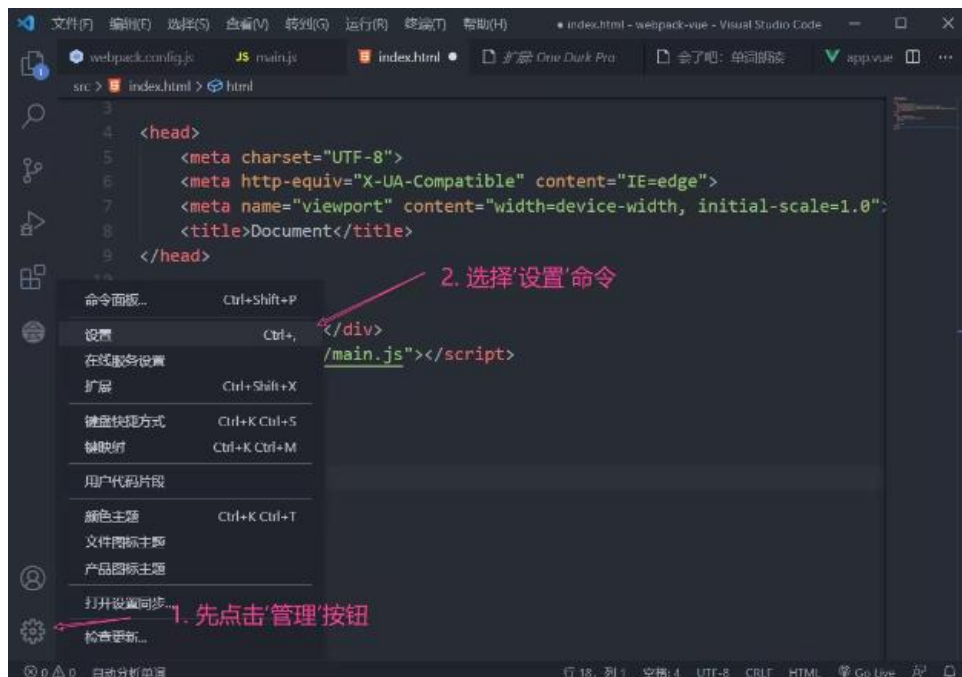 文件(F) 编辑(E) 选择(S) 查看(V) 转到(G) 运行(R) 终端(T) 帮助(H) ● index.html - webpack-vue - Visual Studio Code
webpack.config.js JS main.js index.html ● 扩展: One Dark Pro 会了吧: 单词朗读 app.vue ...
src > index.html > html
3
4 <head>
5 <meta charset="UTF-8">
6 <meta http-equiv="X-UA-Compatible" content="IE=edge">
7 <meta name="viewport" content="width=device-width, initial-scale=1.0">
8 <title>Document</title>
9 </head>
10
2. 选择'设置'命令
命令面板... Ctrl+Shift+P
设置 Ctrl+,
</div>
在线服务设置
/main.js"></script>
扩展 Ctrl+Shift+X
键盘快捷方式 Ctrl+K Ctrl+S
键映射 Ctrl+K Ctrl+M
用户代码片段
颜色主题 Ctrl+K Ctrl+T
文件图标主题
产品图标主题
打开设置同步...
1. 先点击'管理'按钮
检查更新...
0 0 自动分析单词 行 18, 列 1 空格: 4 UTF-8 CRLF HTML Go Live